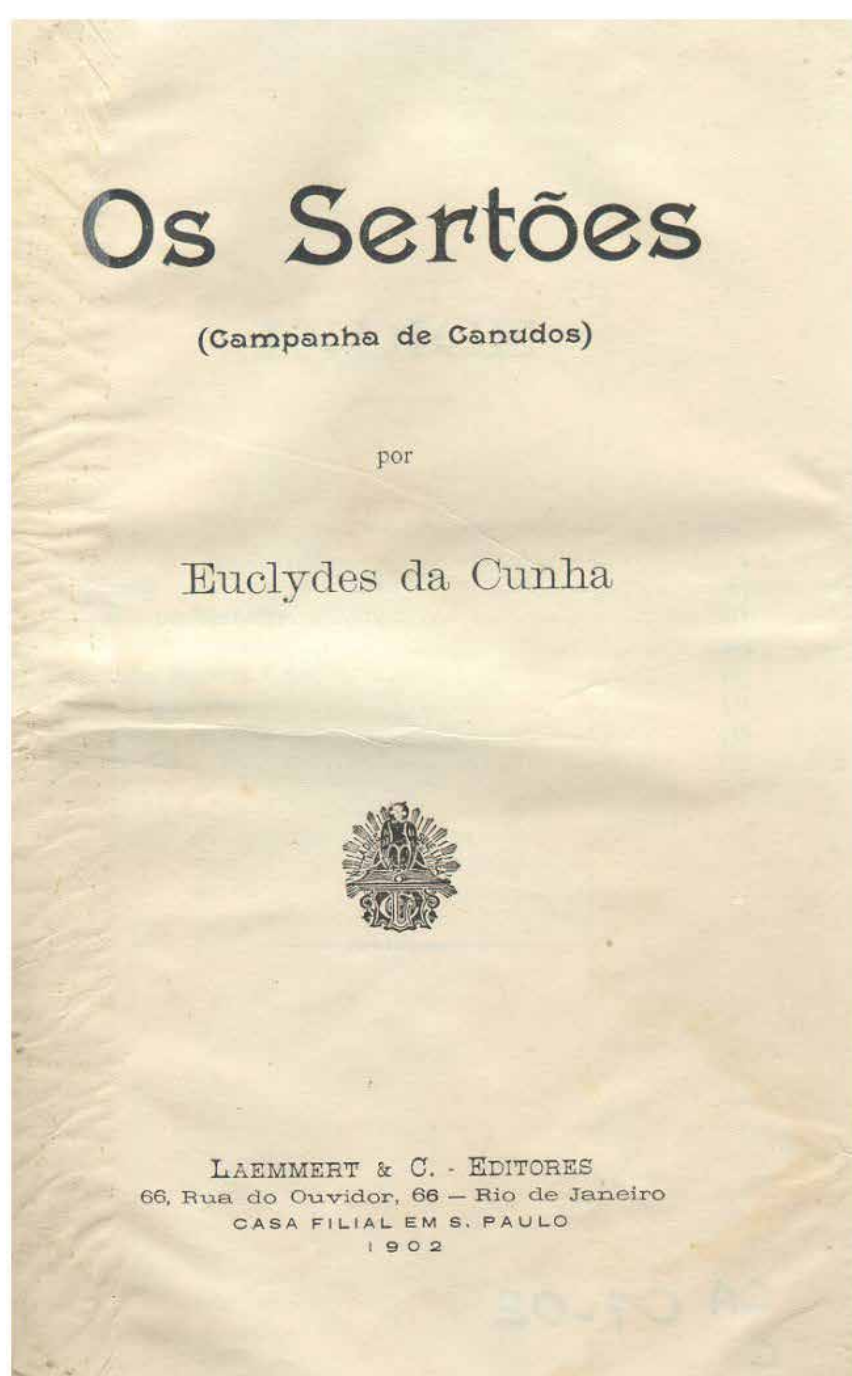 Os Sertões
(Campanha de Canudos)
por
Euclydes da Cunha
LAEMMERT & C. - EDITORES
66, Rua do Ouvidor, 66 — Rio de Janeiro
CASA FILIAL EM S. PAULO
1902